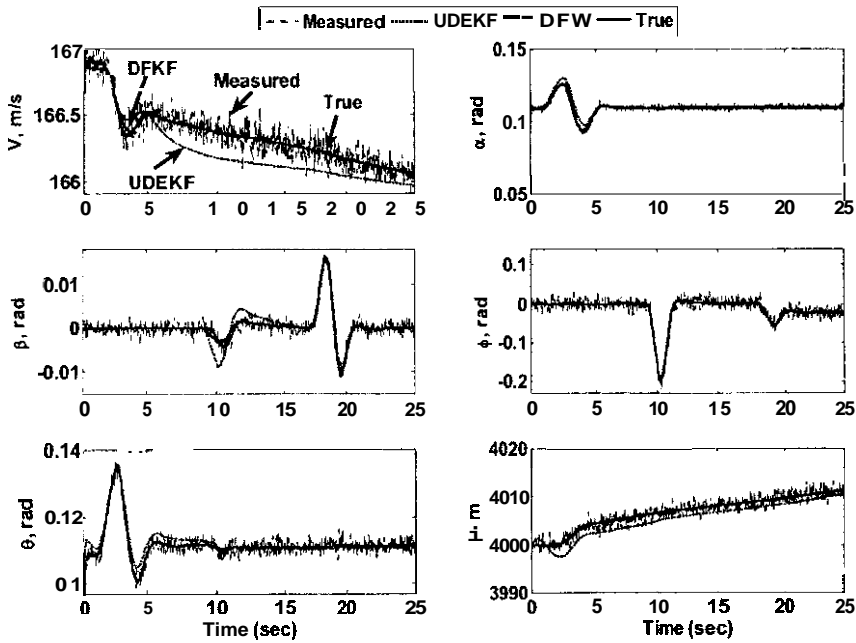 Measured UDEKF DFW True
167
166.5
166
V, m/s
DFKF
Measured
True
UDEKF
0 5 1 0 1 5 2 0 2 5
0.15
0.10
0.05
α, rad
0 5 10 15 20 25
0.01
0
-0.01
β, rad
0 5 10 15 20 25
0.1
0
-0.1
-0.2
ϕ, rad
0 5 10 15 20 25
0.14
0.12
0 1
θ, rad
0 5 10 15 20 25
Time (sec)
4020
4010
4000
3990
m
0 5 10 15 20 25
Time (sec)